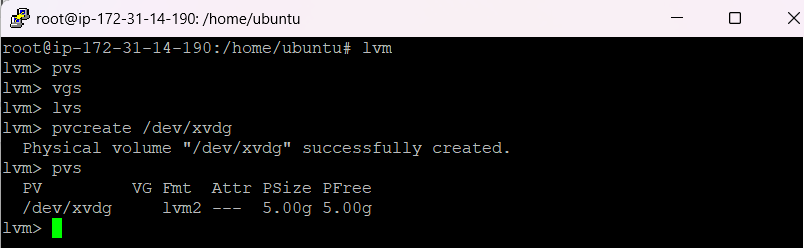 root@ip-172-31-14-190: /home/ubuntu
root@ip-172-31-14-190:/home/ubuntu# lvm
lvm> pvs
lvm> vgs
lvm> lvs
lvm> pvcreate /dev/xvdg
  Physical volume "/dev/xvdg" successfully created.
lvm> pvs
  PV         VG Fmt  Attr PSize PFree
  /dev/xvdg     lvm2 ---  5.00g 5.00g
lvm>